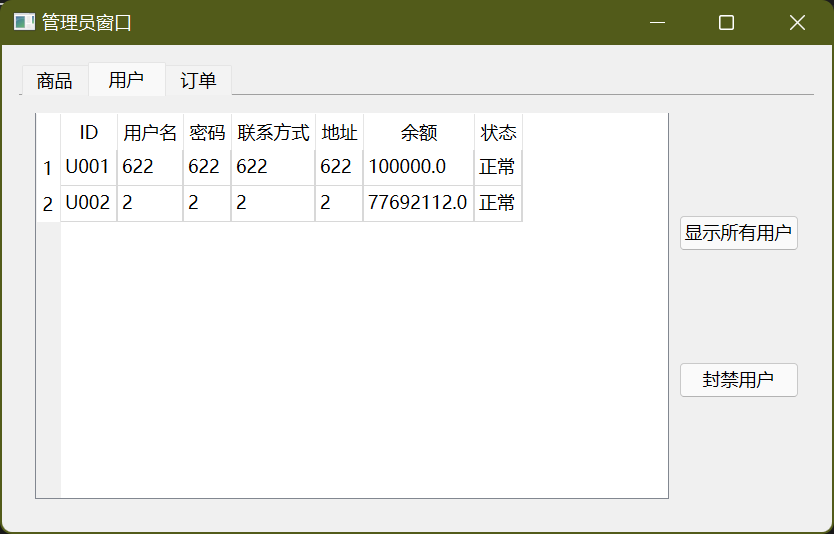 管理员窗口
商品 用户 订单
ID 用户名 密码 联系方式 地址 余额 状态
1 U001 622 622 622 622 100000.0 正常
2 U002 2 2 2 2 77692112.0 正常
显示所有用户
封禁用户